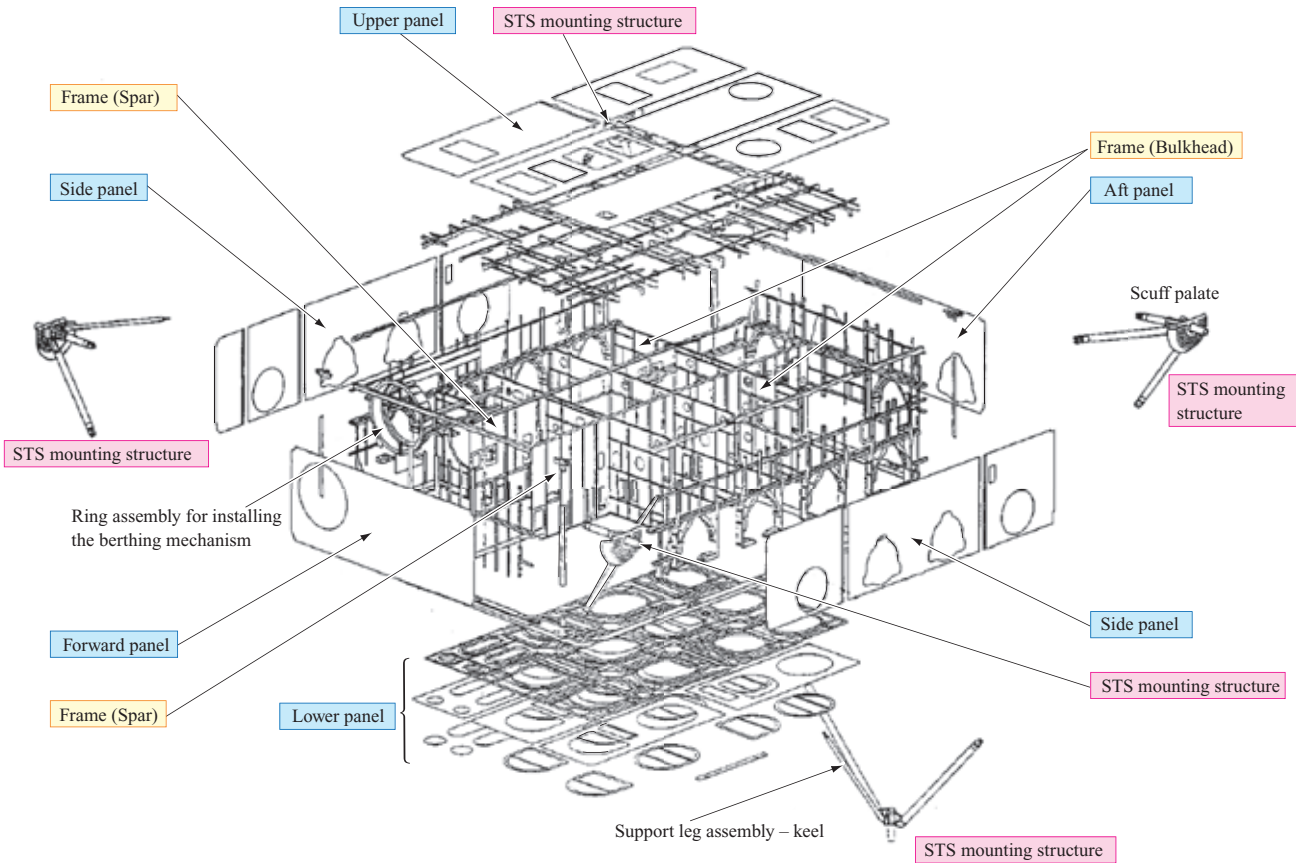 Upper panel
STS mounting structure
Frame (Spar)
Frame (Bulkhead)
Side panel
Aft panel
Scuff palate
STS mounting
structure
STS mounting structure
Ring assembly for installing
the berthing mechanism
Forward panel
Side panel
Frame (Spar)
Lower panel
STS mounting structure
Support leg assembly – keel
STS mounting structure